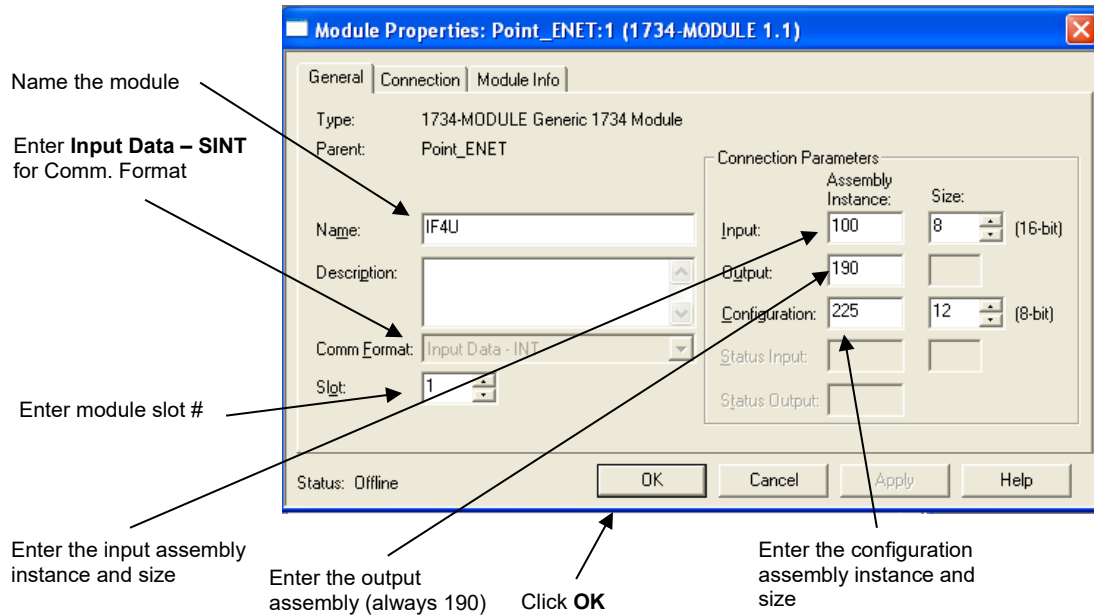 Module Properties: Point_ENET:1 (1734-MODULE 1.1)
General
Connection
Module Info
Name the module
Type:
1734-MODULE Generic 1734 Module
Enter Input Data – SINT
for Comm. Format
Parent:
Point_ENET
Connection Parameters
Assembly
Instance:
Size:
Name:
IF4U
Input:
100
8
(16-bit)
Description:
Output:
190
Configuration:
225
12
(8-bit)
Comm Format:
Input Data - INT
Status Input:
Slot:
1
Enter module slot #
Status Output:
Status: Offline
OK
Cancel
Apply
Help
Enter the input assembly
instance and size
Enter the output
assembly (always 190)
Click OK
Enter the configuration
assembly instance and
size